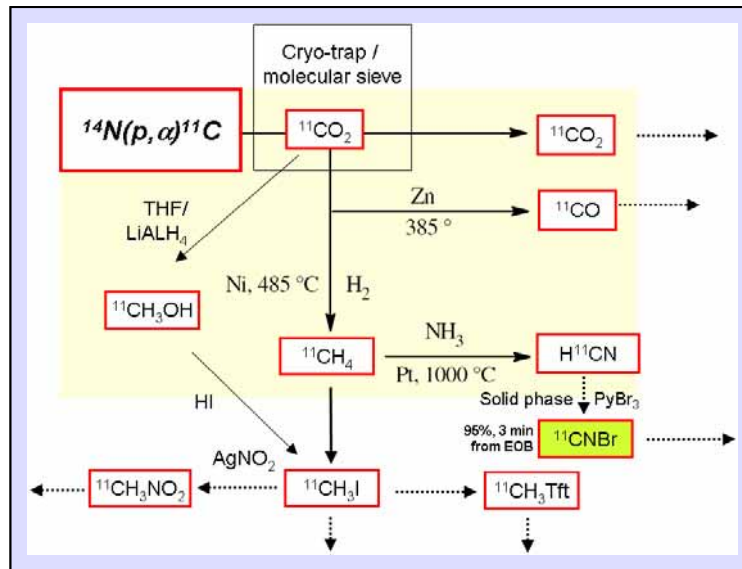 Cryo-trap /
molecular sieve
¹⁴N(p,α)¹¹C
¹¹CO₂
¹¹CO₂
THF/
LiALH₄
Zn
385 °
¹¹CO
Ni, 485 °C
H₂
¹¹CH₃OH
¹¹CH₄
NH₃
Pt, 1000 °C
H¹¹CN
HI
Solid phase
PyBr₃
95%, 3 min
from EOB
¹¹CNBr
AgNO₂
¹¹CH₃NO₂
¹¹CH₃I
¹¹CH₃Tft